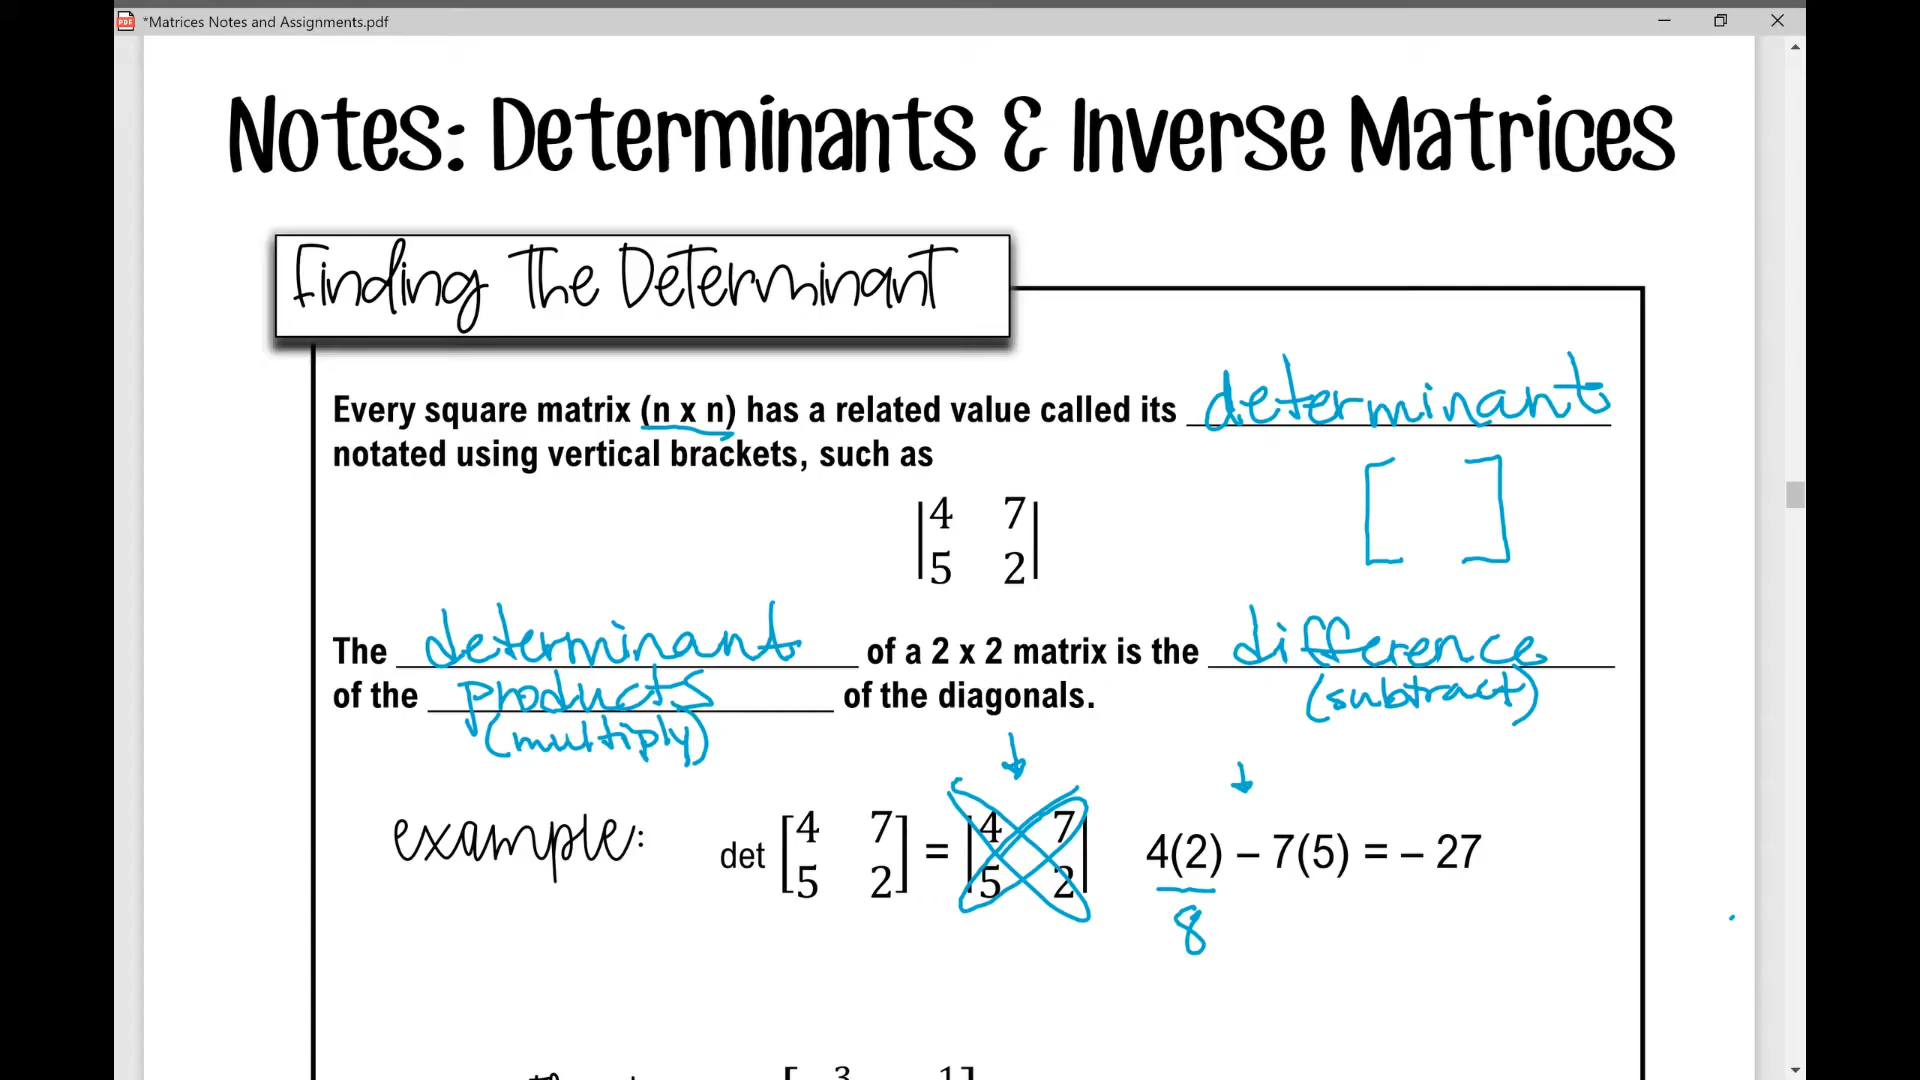 *Matrices Notes and Assignments.pdf
Notes: Determinants & Inverse Matrices
Finding The Determinant
Every square matrix (n x n) has a related value called its determinant
notated using vertical brackets, such as [ ]
|4 7|
|5 2|
The determinant of a 2 x 2 matrix is the difference
of the products of the diagonals. (subtract)
(multiply)
example: det [4 7 5 2] = |4 7 5 2| 4(2) – 7(5) = – 27
8
3 1